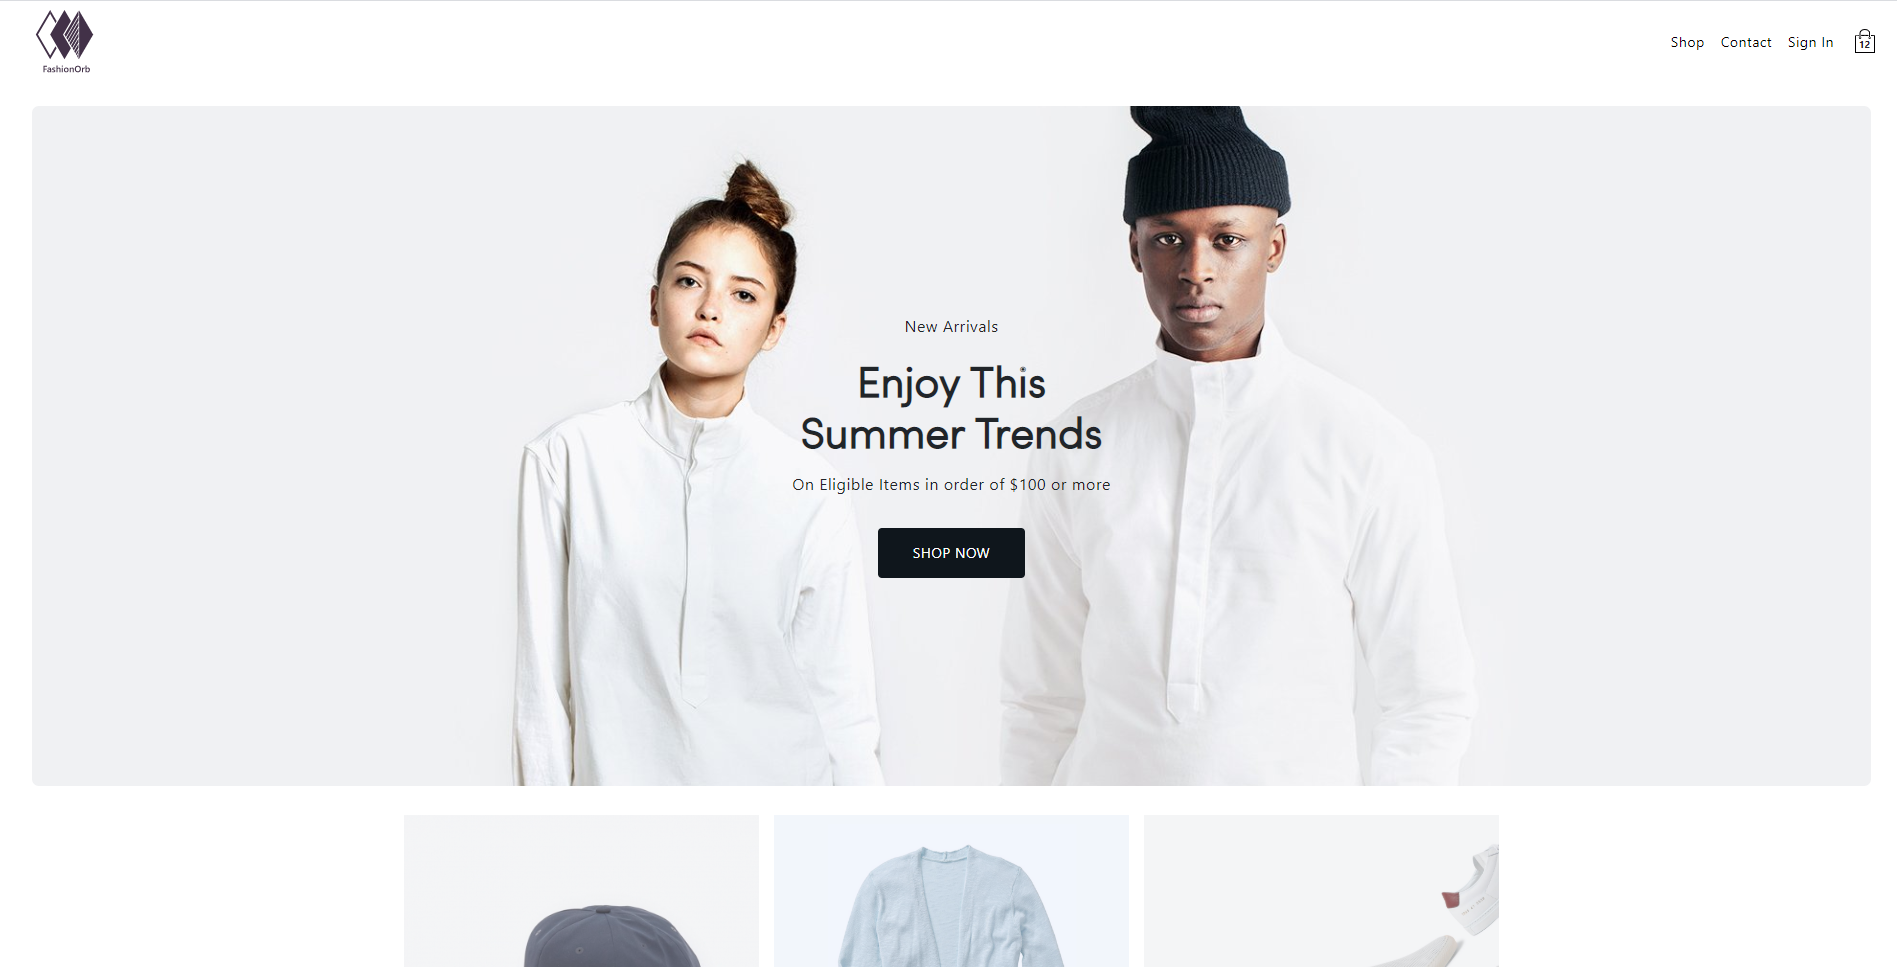 FashionOrb
Shop
Contact
Sign In
12
New Arrivals
Enjoy This
Summer Trends
On Eligible Items in order of $100 or more
SHOP NOW